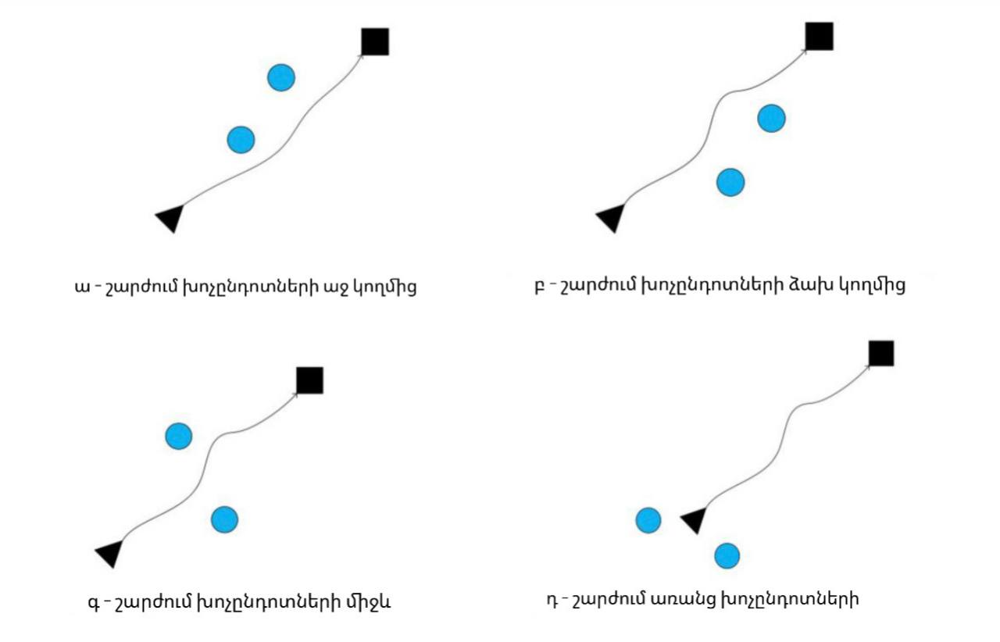 ա - շարժում խոչընդոտների աջ կողմից
բ - շարժում խոչընդոտների ձախ կողմից
գ - շարժում խոչընդոտների միջև
դ - շարժում առանց խոչընդոտների